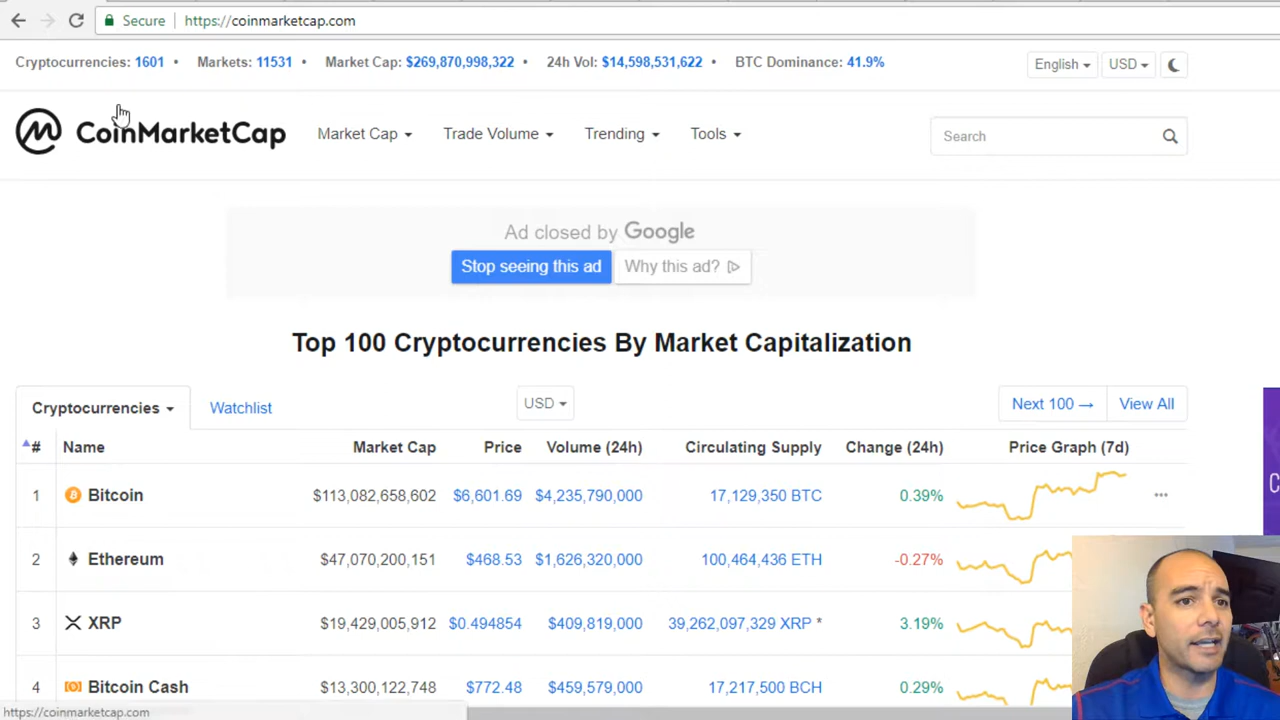 Secure https://coinmarketcap.com
Cryptocurrencies: 1601 • Markets: 11531 • Market Cap: $269,870,998,322 • 24h Vol: $14,598,531,622 • BTC Dominance: 41.9% English USD
CoinMarketCap Market Cap Trade Volume Trending Tools Search
Ad closed by Google
Stop seeing this ad Why this ad?
Top 100 Cryptocurrencies By Market Capitalization
Cryptocurrencies Watchlist USD Next 100 → View All
# Name Market Cap Price Volume (24h) Circulating Supply Change (24h) Price Graph (7d)
1 Bitcoin $113,082,658,602 $6,601.69 $4,235,790,000 17,129,350 BTC 0.39%
2 Ethereum $47,070,200,151 $468.53 $1,626,320,000 100,464,436 ETH -0.27%
3 XRP $19,429,005,912 $0.494854 $409,819,000 39,262,097,329 XRP * 3.19%
4 Bitcoin Cash $13,300,122,748 $772.48 $459,579,000 17,217,500 BCH 0.29%
https://coinmarketcap.com